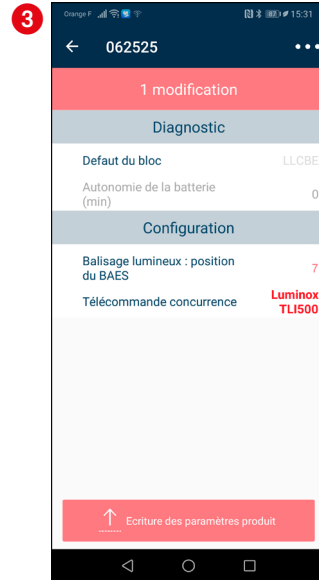 3
Orange F 87 15:31
062525
1 modification
Diagnostic
Defaut du bloc LLCBE
Autonomie de la batterie
(min) 0
Configuration
Balisage lumineux : position
du BAES 7
Télécommande concurrence Luminox
TLI500
Ecriture des paramètres produit